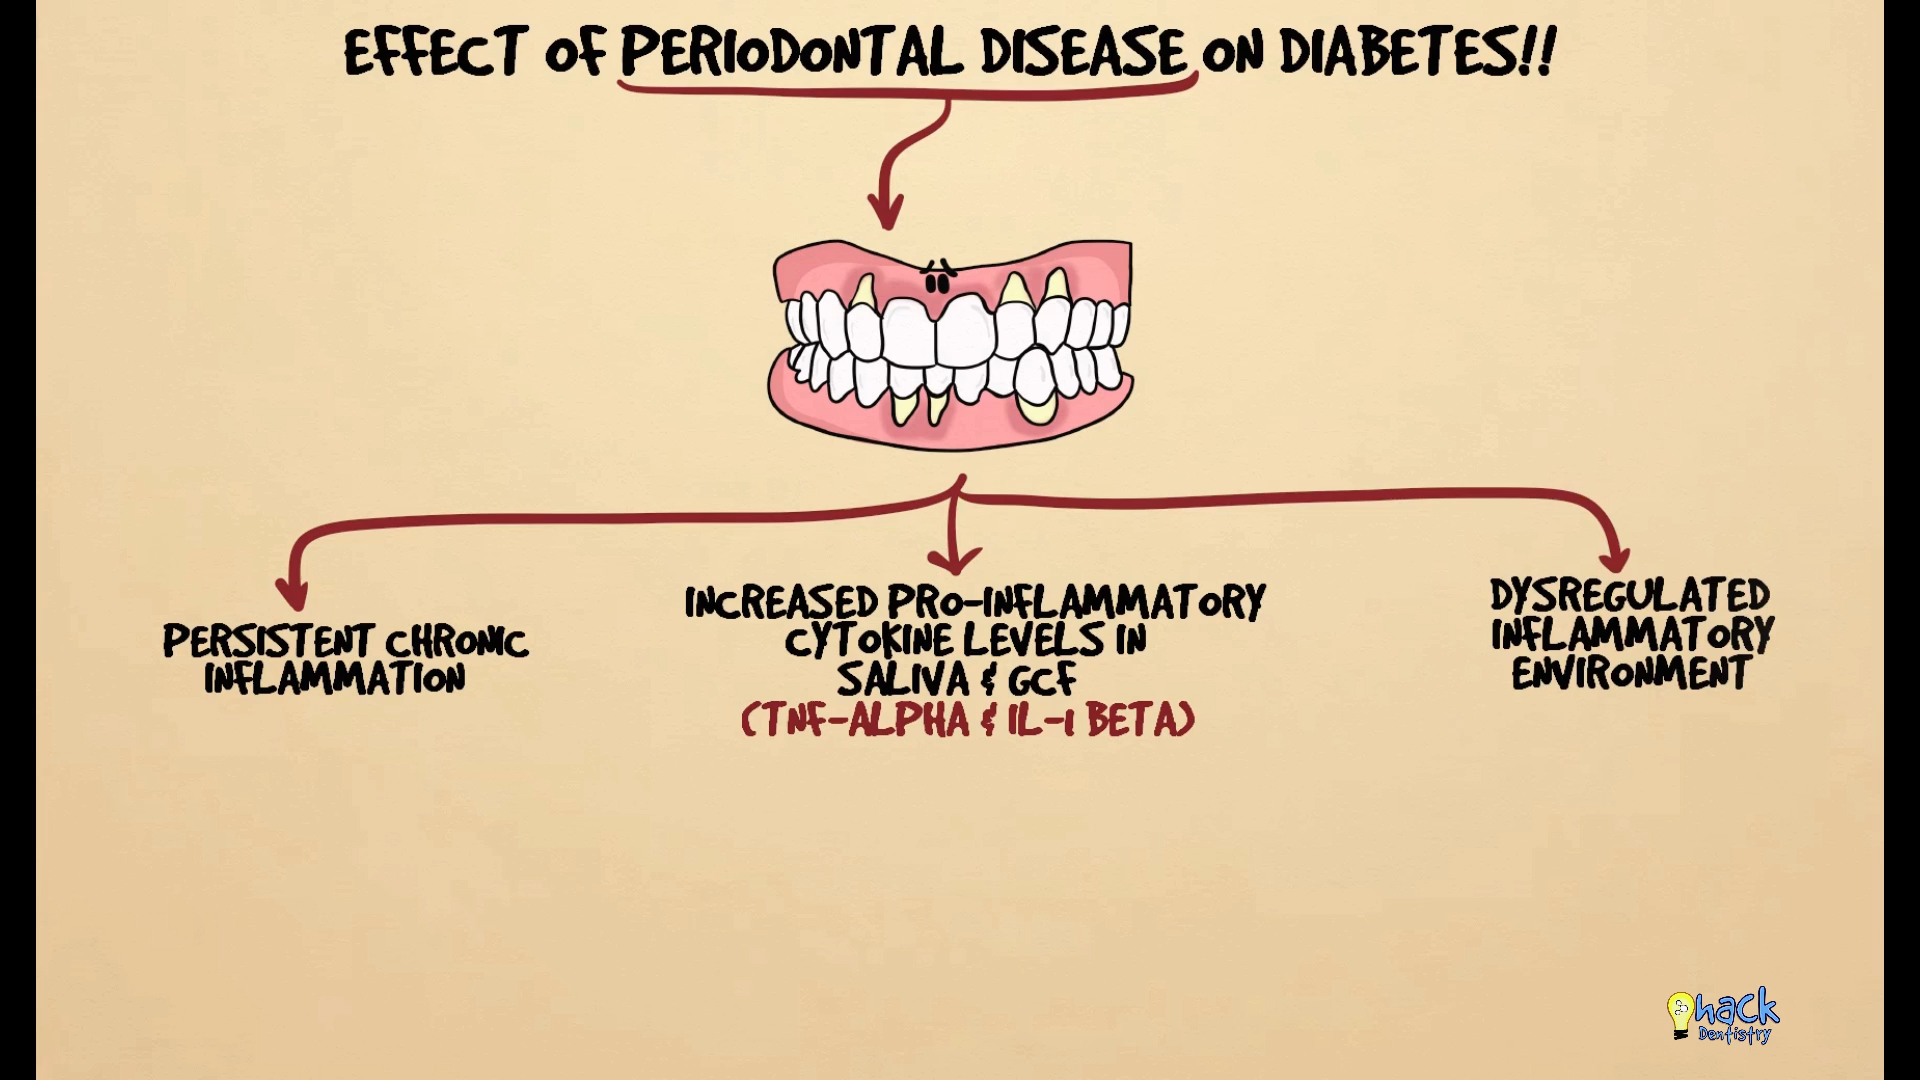 EFFECT OF PERIODONTAL DISEASE ON DIABETES!!
PERSISTENT CHRONIC
INFLAMMATION
INCREASED PRO-INFLAMMATORY
CYTOKINE LEVELS IN
SALIVA & GCF
(TNF-ALPHA & IL-1 BETA)
DYSREGULATED
INFLAMMATORY
ENVIRONMENT
hack
Dentistry